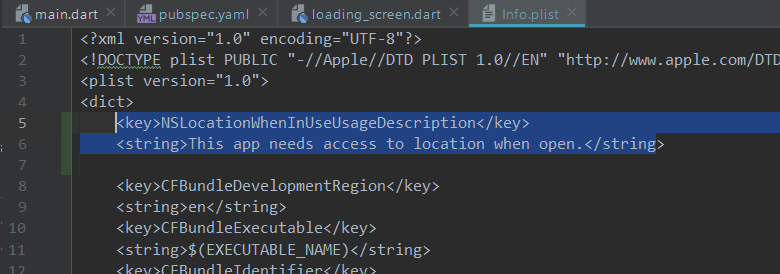 main.dart pubspec.yaml loading_screen.dart Info.plist
1 <?xml version="1.0" encoding="UTF-8"?>
2 <!DOCTYPE plist PUBLIC "-//Apple//DTD PLIST 1.0//EN" "http://www.apple.com/DTD
3 <plist version="1.0">
4 <dict>
5 <key>NSLocationWhenInUseUsageDescription</key>
6 <string>This app needs access to location when open.</string>
7
8 <key>CFBundleDevelopmentRegion</key>
9 <string>en</string>
10 <key>CFBundleExecutable</key>
11 <string>$(EXECUTABLE_NAME)</string>
12 <key>CFBundleIdentifier</key>